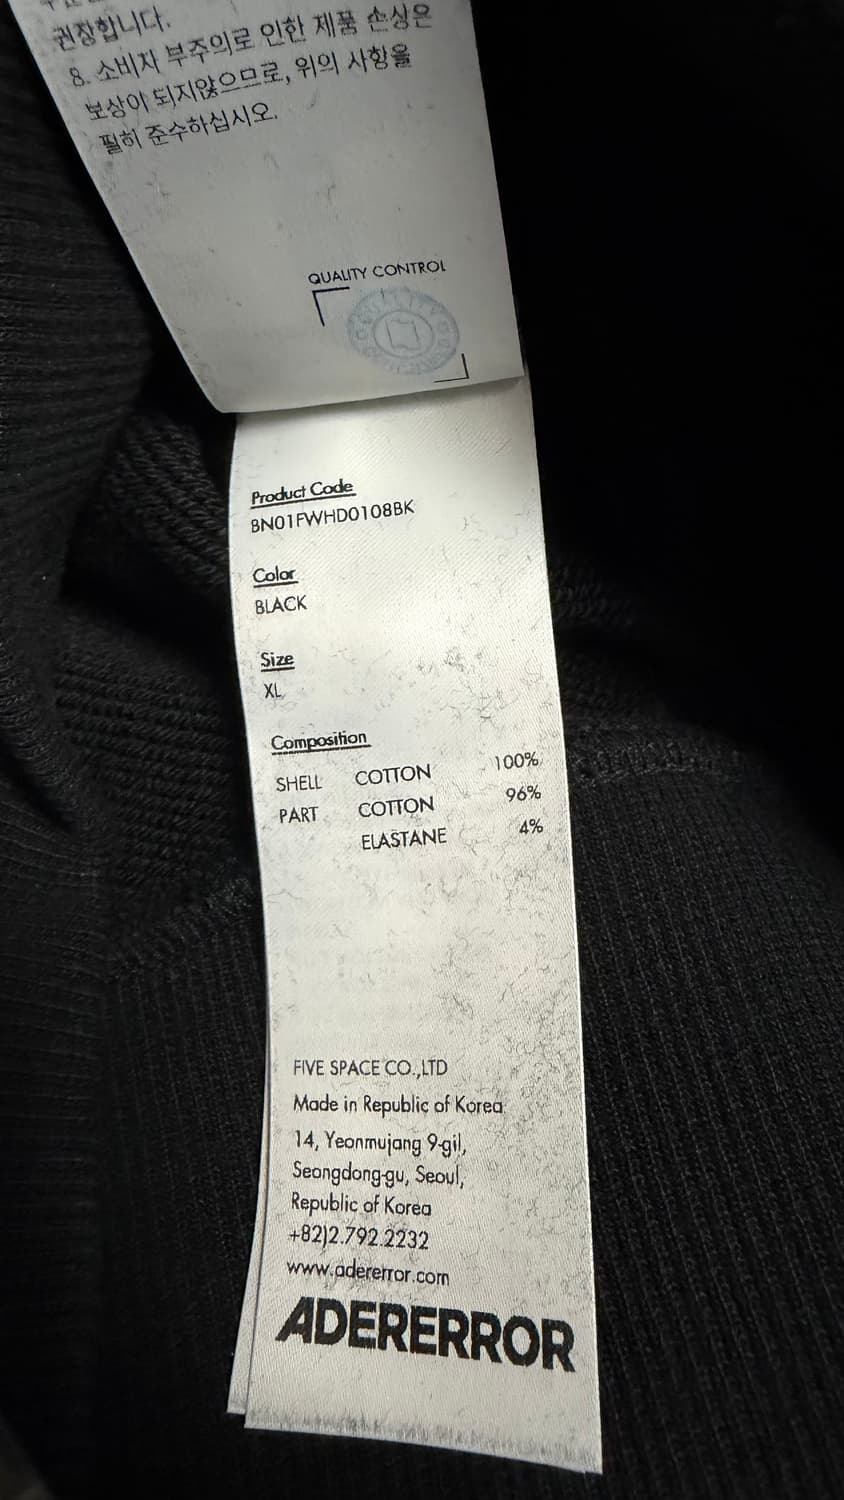 권장합니다.
8. 소비자 부주의로 인한 제품 손상은
보상이 되지않으므로, 위의 사항을
필히 준수하십시오.
QUALITY CONTROL
Product Code
BN01FWHD0108BK
Color
BLACK
Size
XL
Composition
SHELL COTTON 100%
PART COTTON 96%
ELASTANE 4%
FIVE SPACE CO.,LTD
Made in Republic of Korea
14, Yeonmujang 9-gil,
Seongdong-gu, Seoul,
Republic of Korea
+82)2.792.2232
www.adererror.com
ADERERROR